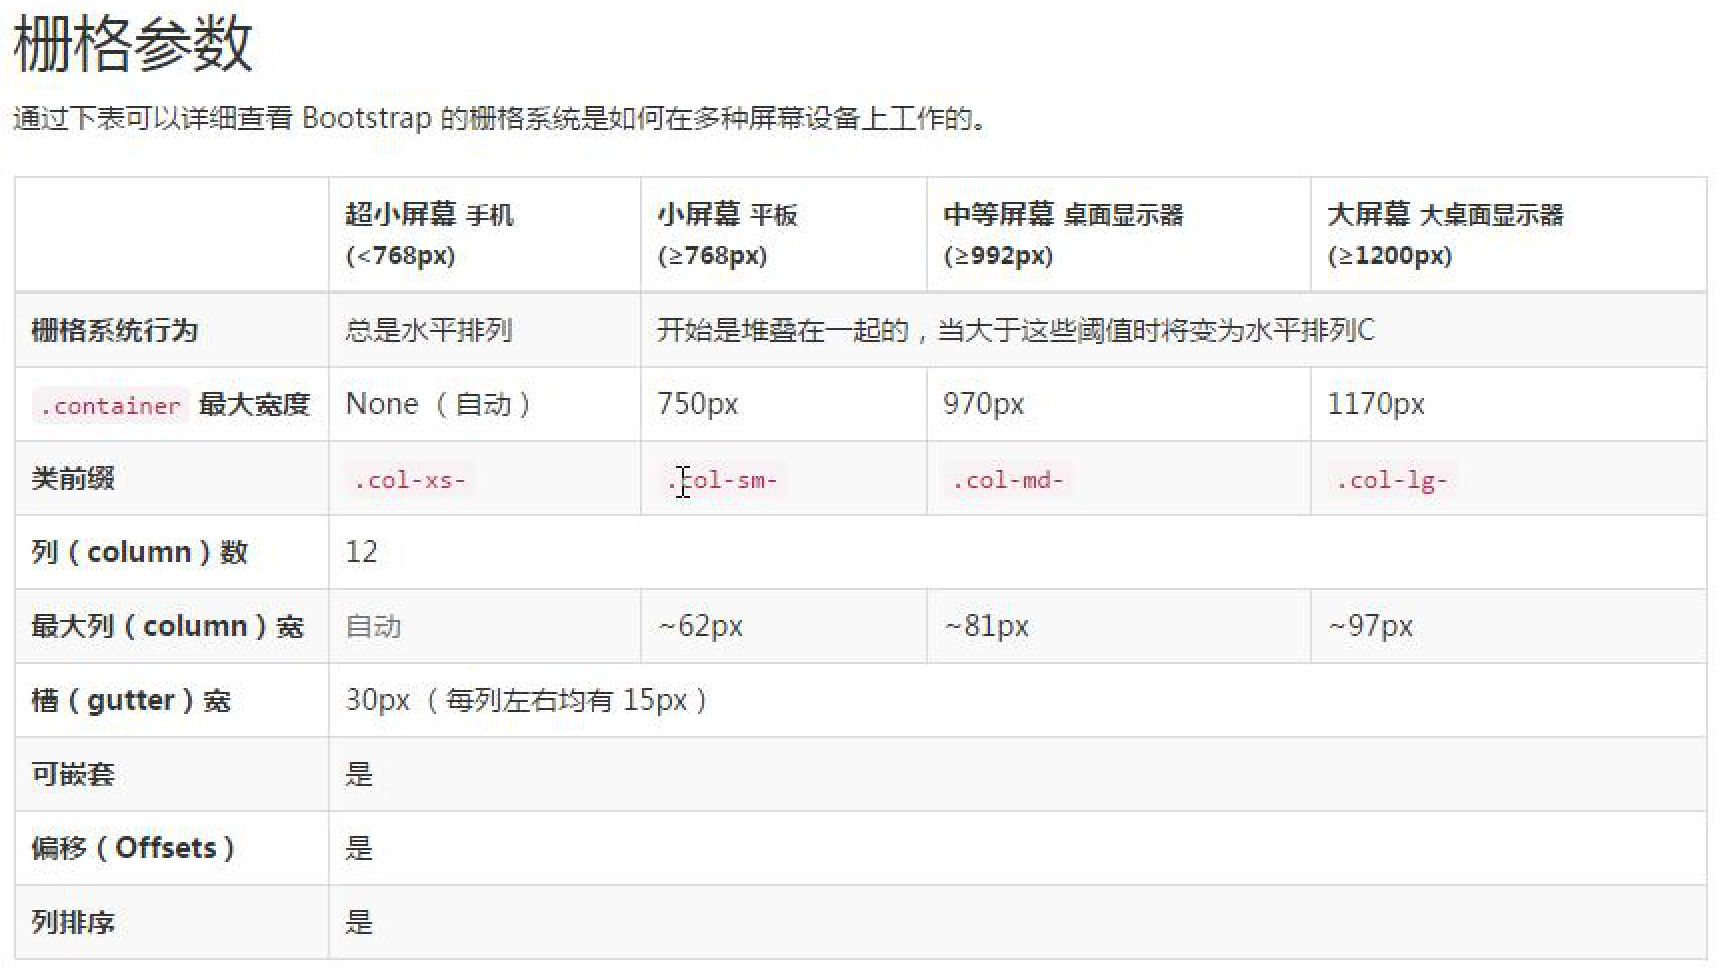 栅格参数
通过下表可以详细查看 Bootstrap 的栅格系统是如何在多种屏幕设备上工作的。
超小屏幕 手机 (<768px)
小屏幕 平板 (≥768px)
中等屏幕 桌面显示器 (≥992px)
大屏幕 大桌面显示器 (≥1200px)
栅格系统行为 总是水平排列 开始是堆叠在一起的，当大于这些阈值时将变为水平排列C
.container 最大宽度 None （自动） 750px 970px 1170px
类前缀 .col-xs- .col-sm- .col-md- .col-lg-
列（column）数 12
最大列（column）宽 自动 ~62px ~81px ~97px
槽（gutter）宽 30px （每列左右均有 15px）
可嵌套 是
偏移（Offsets） 是
列排序 是